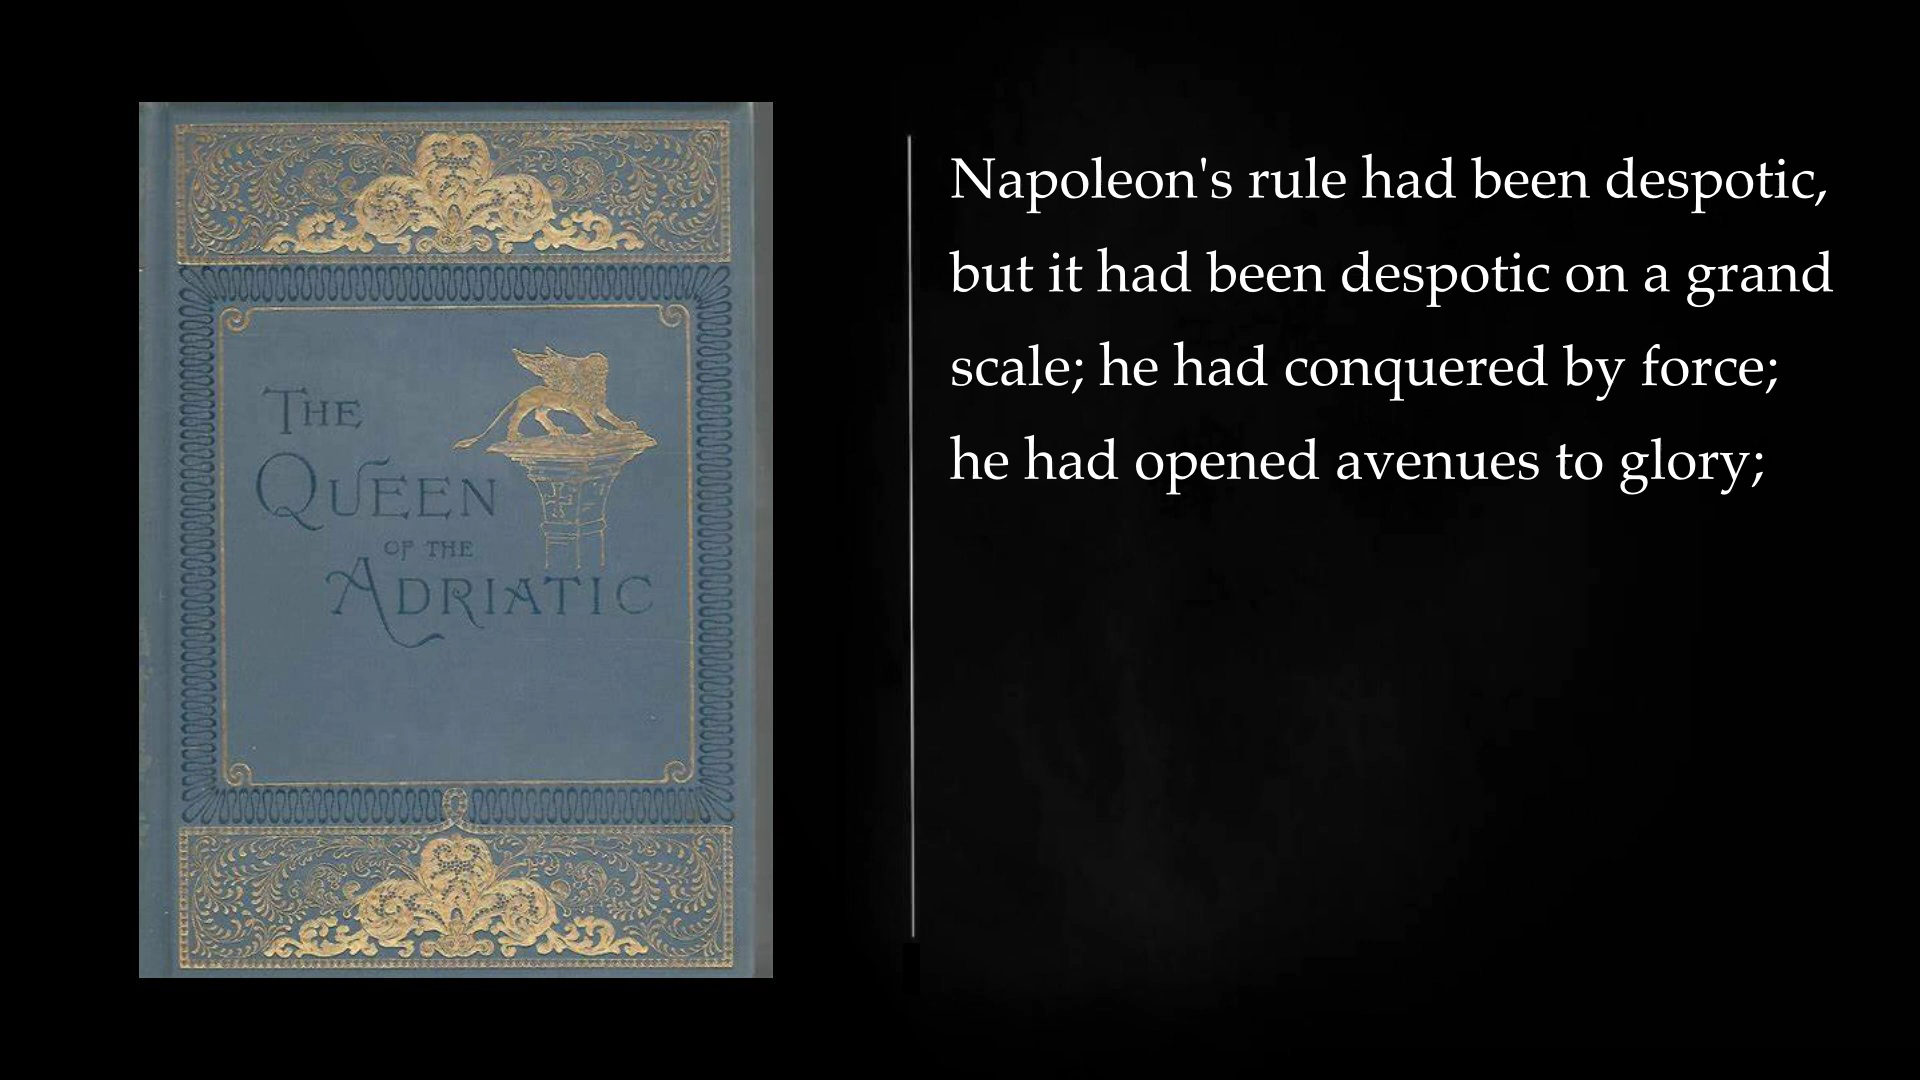 THE
QUEEN
OF THE
ADRIATIC
Napoleon's rule had been despotic,
but it had been despotic on a grand
scale; he had conquered by force;
he had opened avenues to glory;